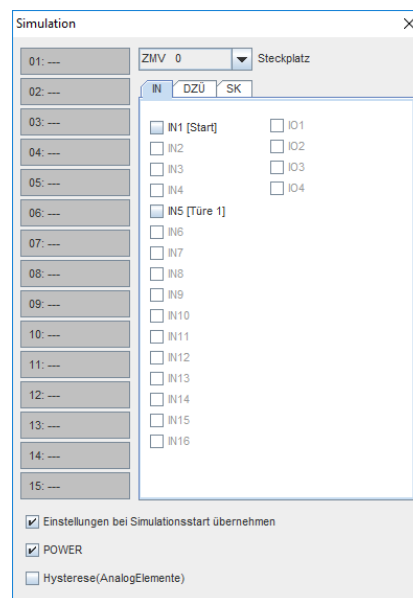 Simulation
01: ---
02: ---
03: ---
04: ---
05: ---
06: ---
07: ---
08: ---
09: ---
10: ---
11: ---
12: ---
13: ---
14: ---
15: ---
ZMV 0 Steckplatz
IN DZÜ SK
IN1 [Start] IO1
IN2 IO2
IN3 IO3
IN4 IO4
IN5 [Türe 1]
IN6
IN7
IN8
IN9
IN10
IN11
IN12
IN13
IN14
IN15
IN16
Einstellungen bei Simulationsstart übernehmen
POWER
Hysterese(AnalogElemente)